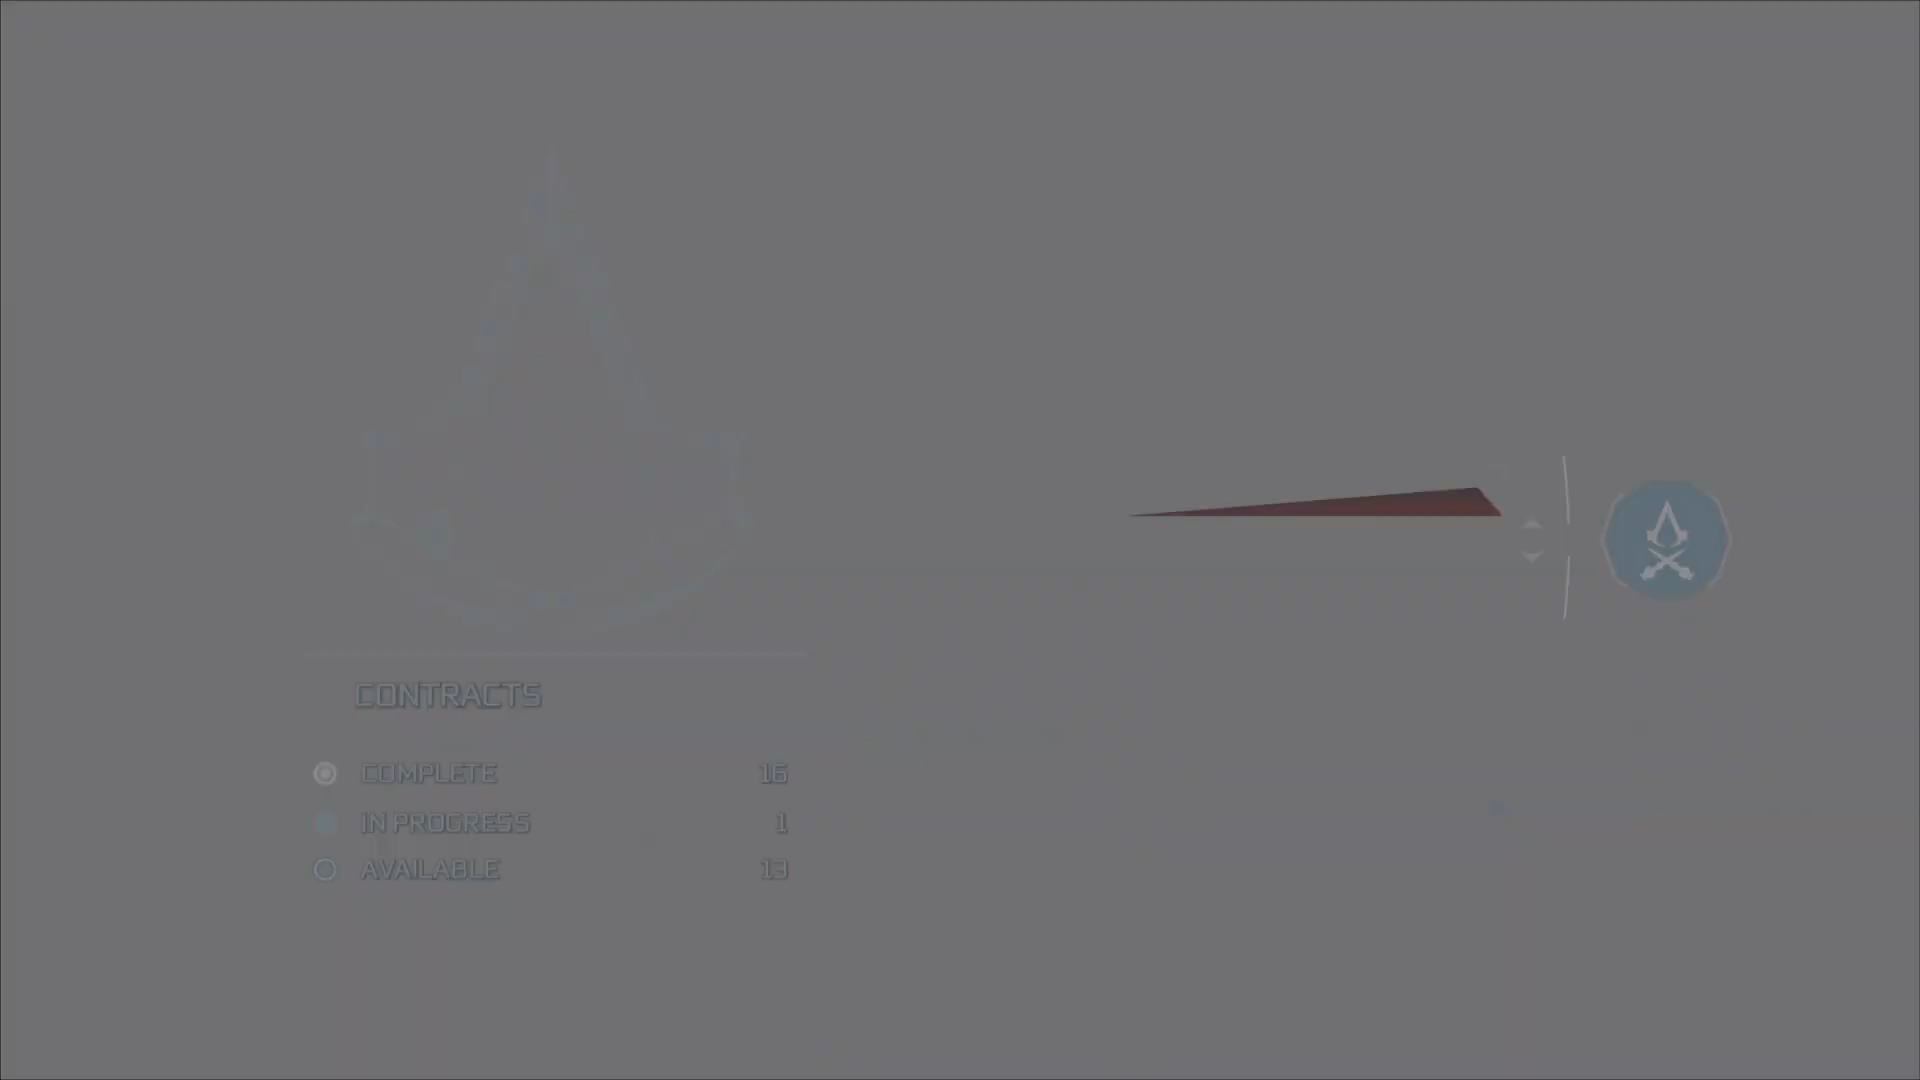 CONTRACTS
COMPLETE 16
IN PROGRESS 1
AVAILABLE 13